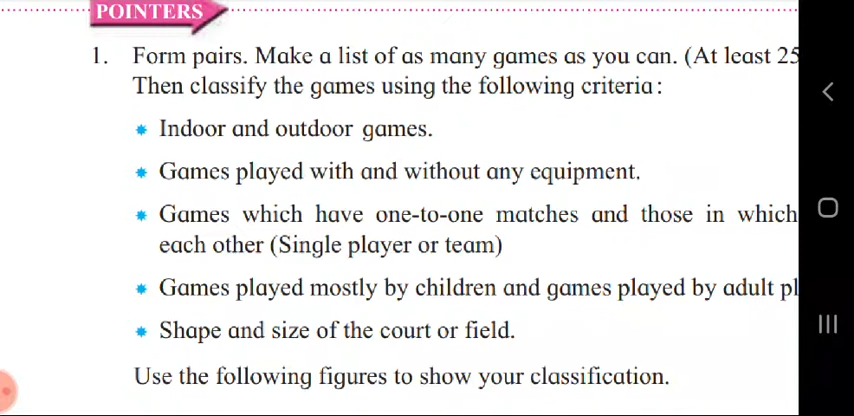 POINTERS
1. Form pairs. Make a list of as many games as you can. (At least 25
Then classify the games using the following criteria:
* Indoor and outdoor games.
* Games played with and without any equipment.
* Games which have one-to-one matches and those in which
each other (Single player or team)
* Games played mostly by children and games played by adult pl
* Shape and size of the court or field.
Use the following figures to show your classification.